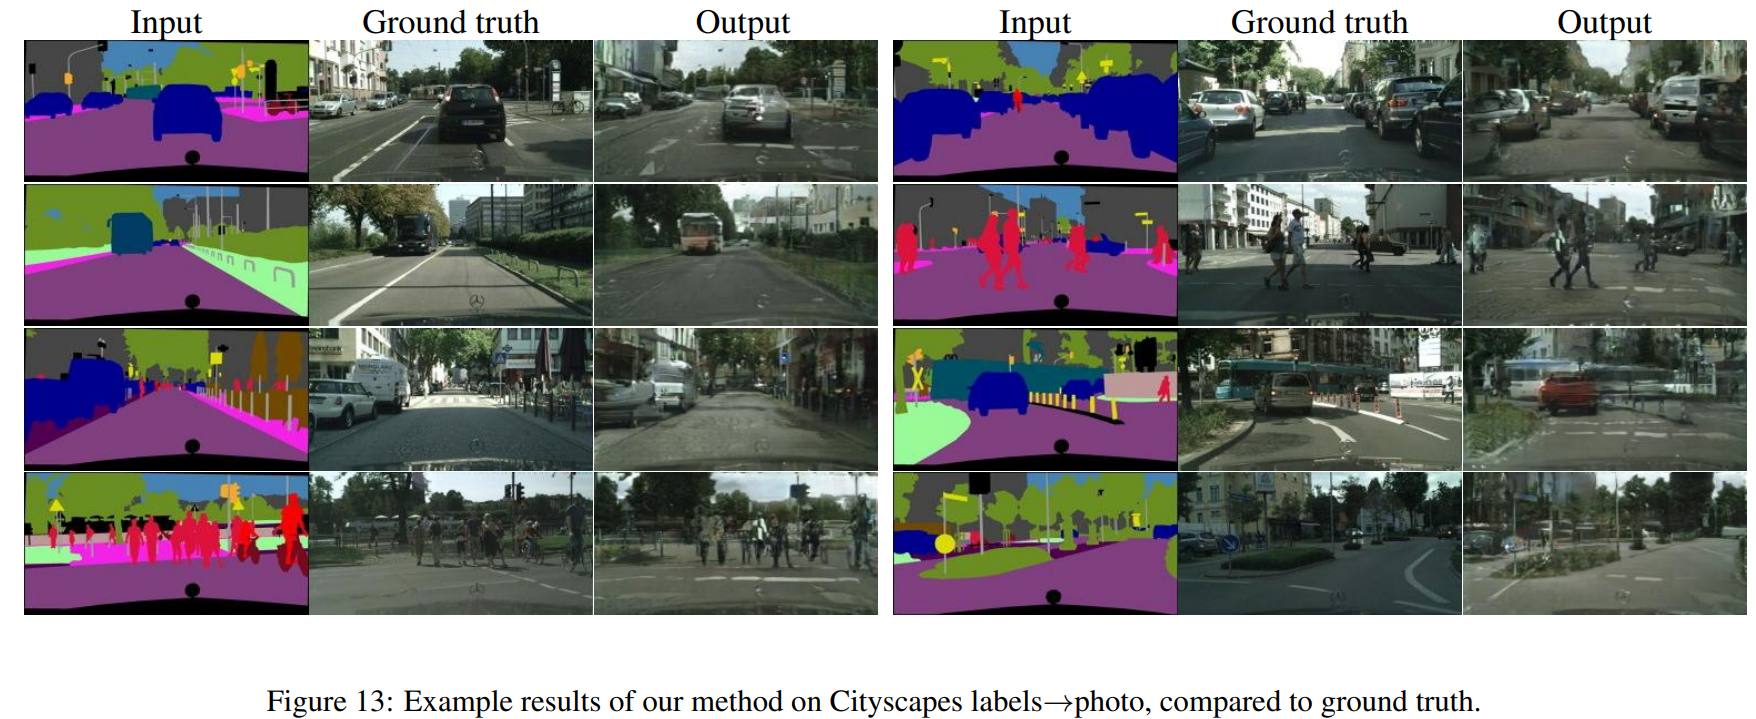 Input Ground truth Output Input Ground truth Output
Figure 13: Example results of our method on Cityscapes labels→photo, compared to ground truth.